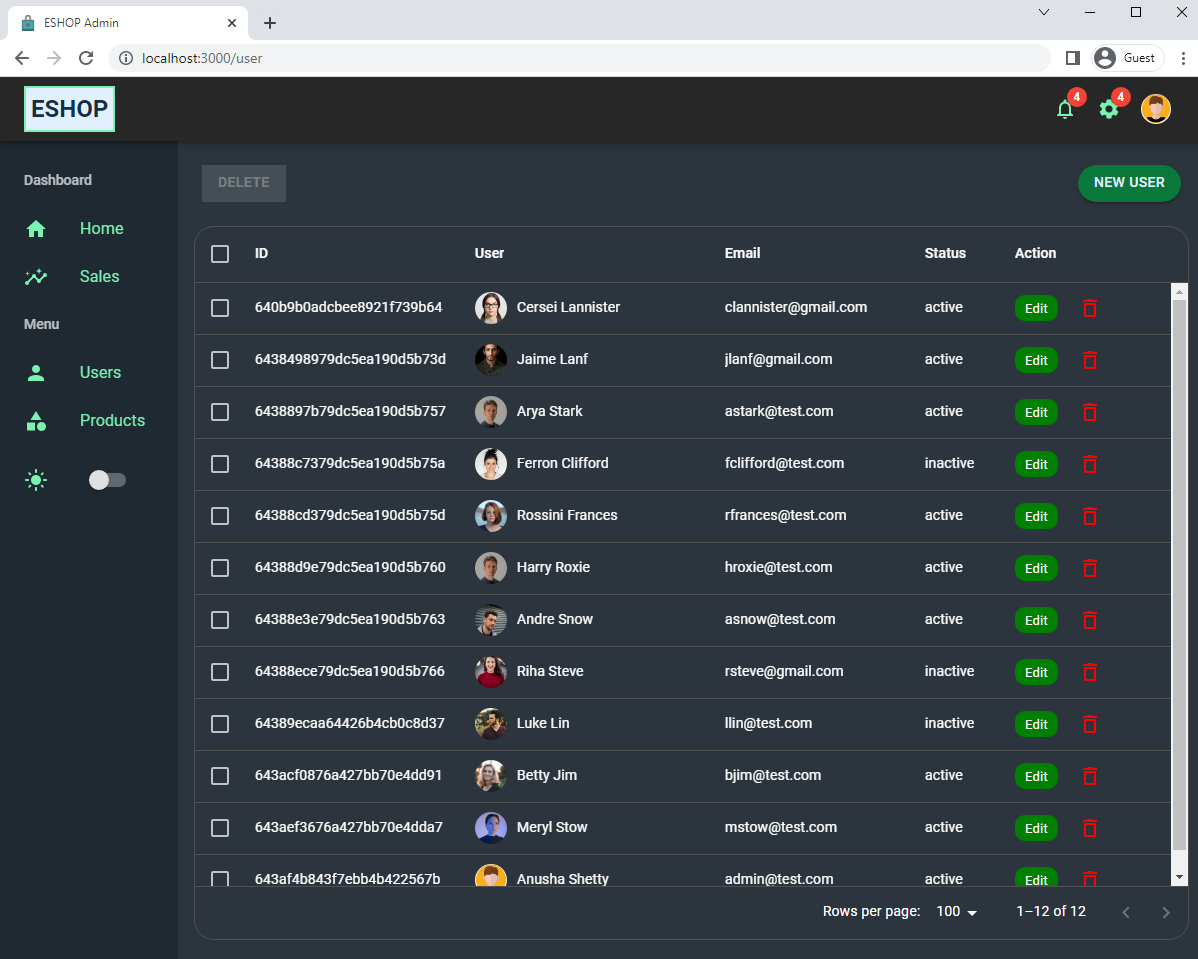 ESHOP Admin
localhost:3000/user
Guest
ESHOP
4
4
Dashboard
Home
Sales
Menu
Users
Products
DELETE
NEW USER
ID User Email Status Action
640b9b0adcbee8921f739b64 Cersei Lannister clannister@gmail.com active Edit
6438498979dc5ea190d5b73d Jaime Lanf jlanf@gmail.com active Edit
6438897b79dc5ea190d5b757 Arya Stark astark@test.com active Edit
64388c7379dc5ea190d5b75a Ferron Clifford fclifford@test.com inactive Edit
64388cd379dc5ea190d5b75d Rossini Frances rfrances@test.com active Edit
64388d9e79dc5ea190d5b760 Harry Roxie hroxie@test.com active Edit
64388e3e79dc5ea190d5b763 Andre Snow asnow@test.com active Edit
64388ece79dc5ea190d5b766 Riha Steve rsteve@gmail.com inactive Edit
64389ecaa64426b4cb0c8d37 Luke Lin llin@test.com inactive Edit
643acf0876a427bb70e4dd91 Betty Jim bjim@test.com active Edit
643aef3676a427bb70e4dda7 Meryl Stow mstow@test.com active Edit
643af4b843f7ebb4b422567b Anusha Shetty admin@test.com active Edit
Rows per page: 100 1–12 of 12